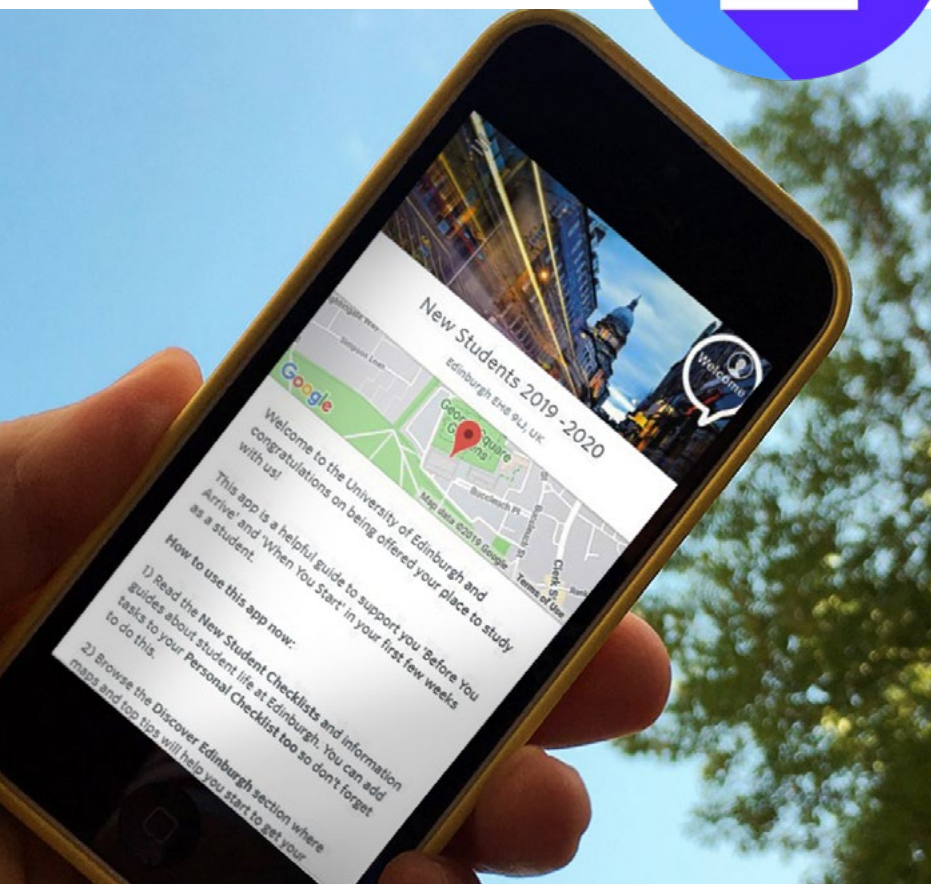 Welcome
New Students 2019 -2020
Edinburgh EH8 9LJ, UK
Simpson Loan
George Square
Gardens
Buccleuch Pl
Buccleuch St
Clerk St
Google
Map data ©2019 Google
Terms of Use
Welcome to the University of Edinburgh and
congratulations on being offered your place to study
with us!
This app is a helpful guide to support you 'Before You
Arrive' and 'When You Start' in your first few weeks
as a student.
How to use this app now:
1) Read the New Student Checklists and information
guides about student life at Edinburgh. You can add
tasks to your Personal Checklist too so don't forget
to do this.
2) Browse the Discover Edinburgh section where
maps and top tips will help you start to get your